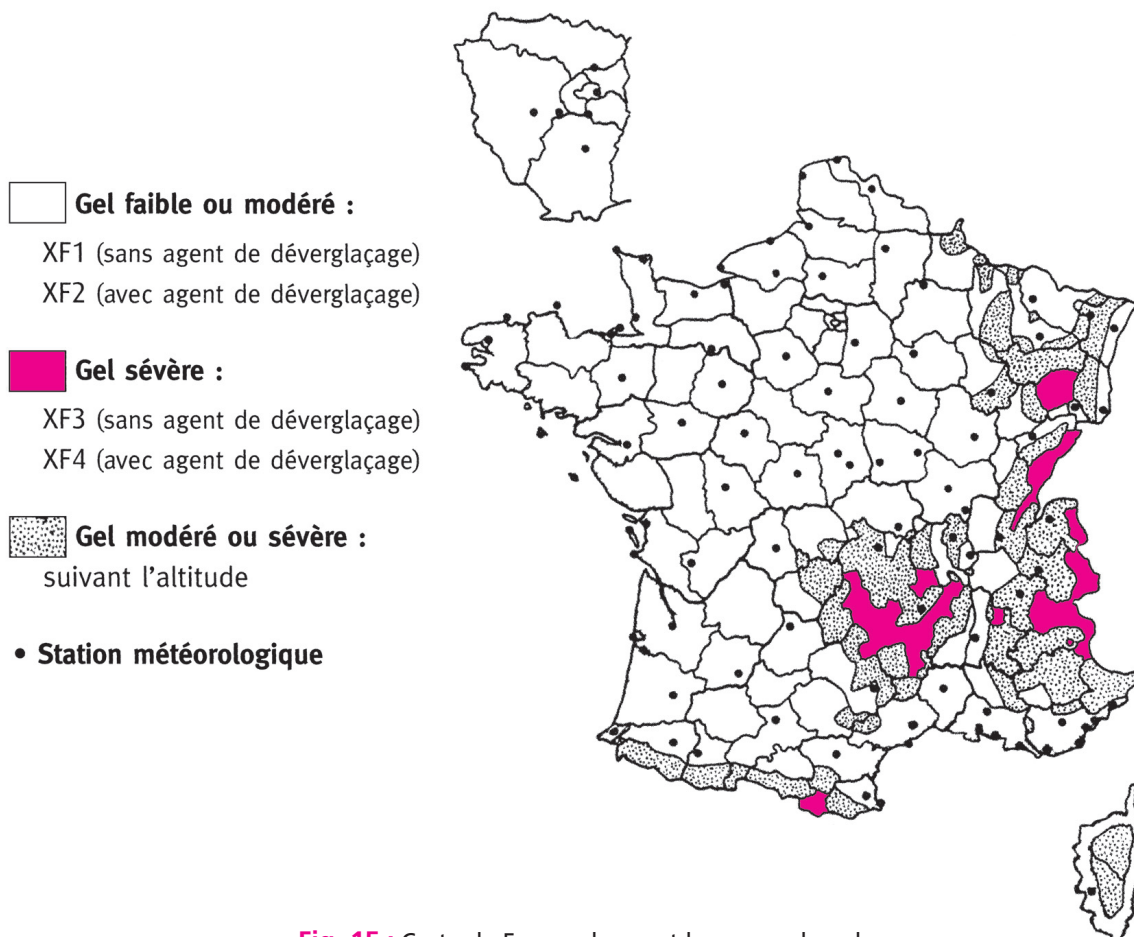 Gel faible ou modéré :
XF1 (sans agent de déverglaçage)
XF2 (avec agent de déverglaçage)
Gel sévère :
XF3 (sans agent de déverglaçage)
XF4 (avec agent de déverglaçage)
Gel modéré ou sévère :
suivant l'altitude
• Station météorologique